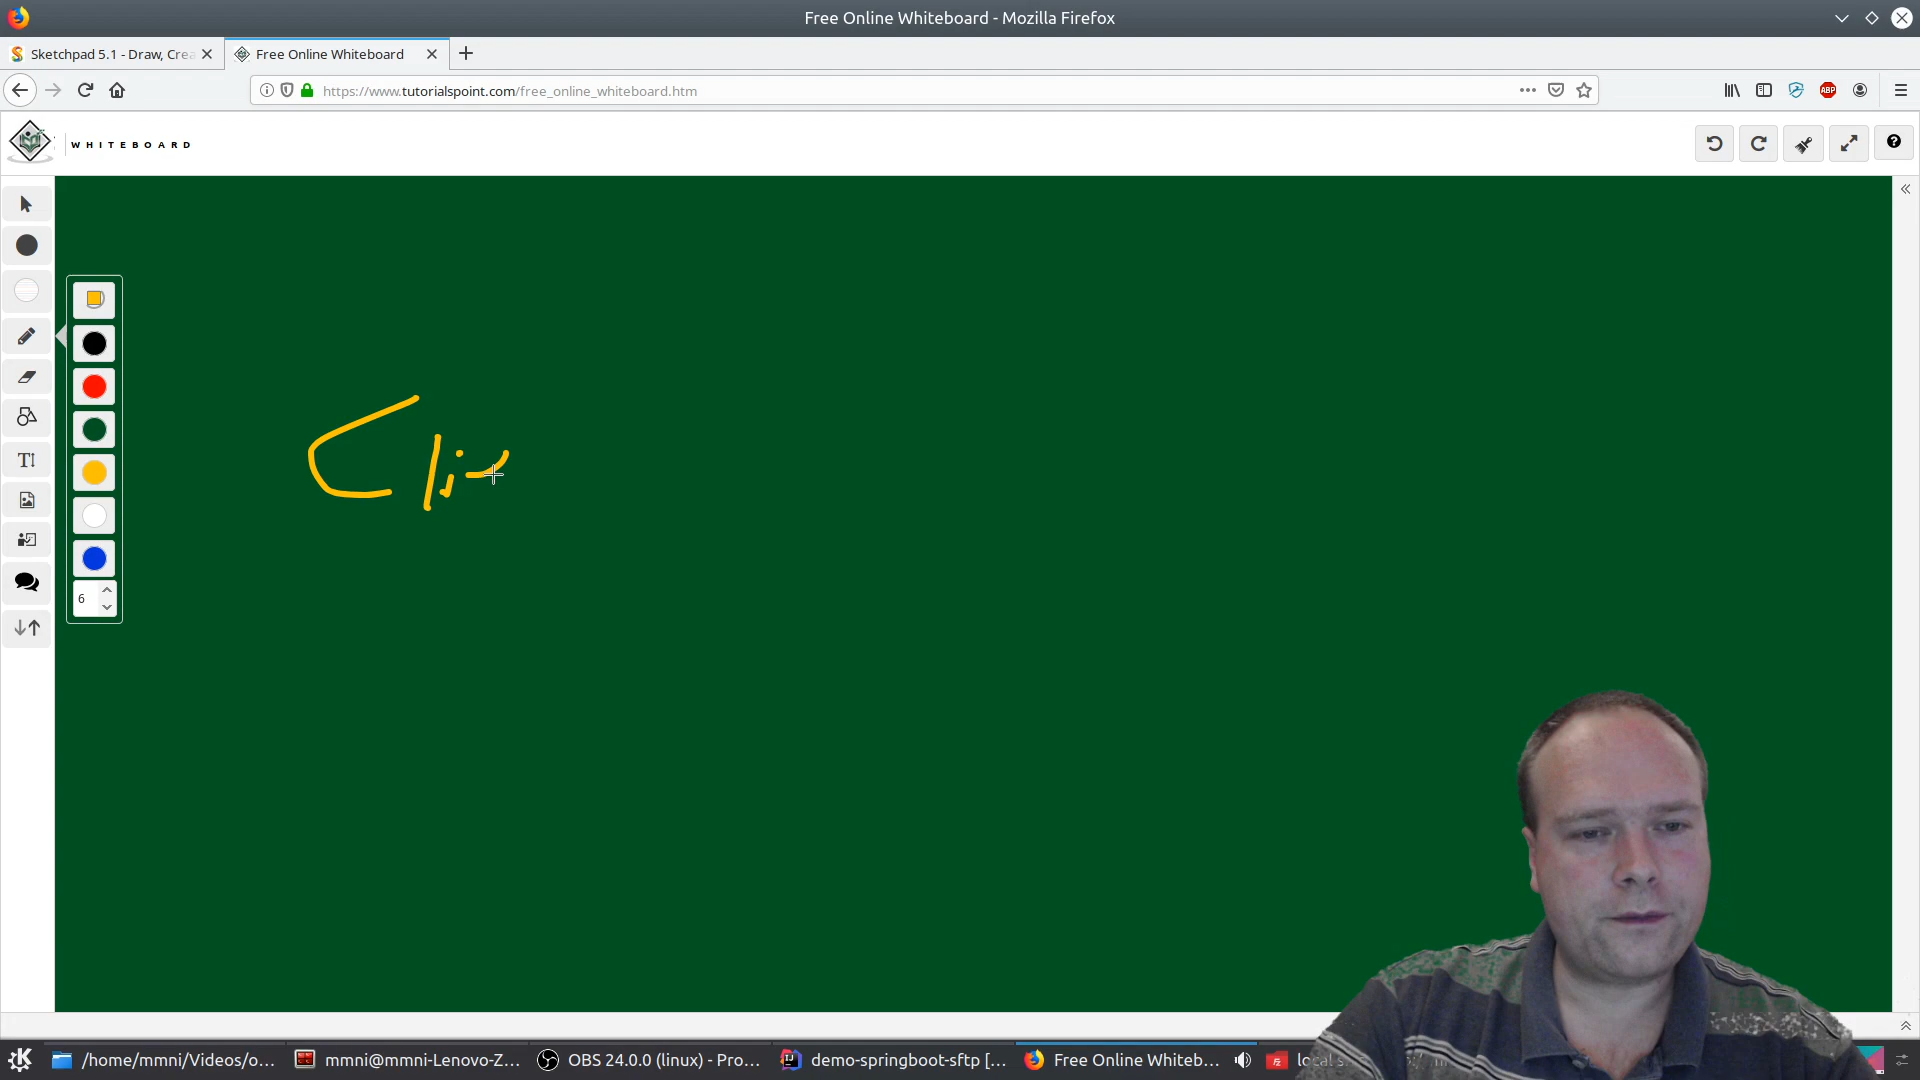 Free Online Whiteboard - Mozilla Firefox
Sketchpad 5.1 - Draw, Crea
Free Online Whiteboard
https://www.tutorialspoint.com/free_online_whiteboard.htm
ABP
WHITEBOARD
?
T
Cli
6
/home/mmni/Videos/o...
mmni@mmni-Lenovo-Z...
OBS 24.0.0 (linux) - Pro...
IJ
demo-springboot-sftp [...
Free Online Whiteb...